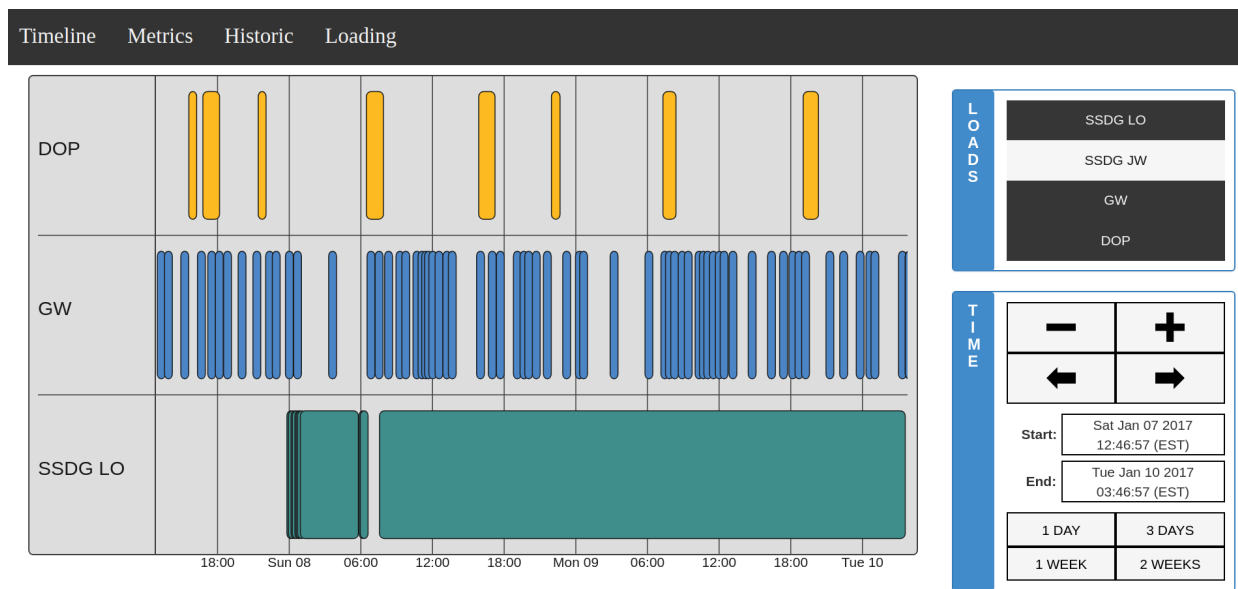 Timeline Metrics Historic Loading
DOP
GW
SSDG LO
18:00 Sun 08 06:00 12:00 18:00 Mon 09 06:00 12:00 18:00 Tue 10
LOADS
SSDG LO
SSDG JW
GW
DOP
TIME
Start:
Sat Jan 07 2017
12:46:57 (EST)
End:
Tue Jan 10 2017
03:46:57 (EST)
1 DAY 3 DAYS
1 WEEK 2 WEEKS